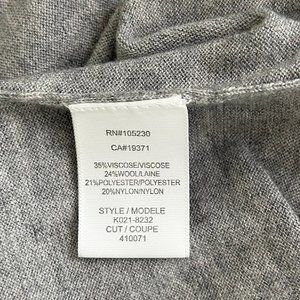 RN#105230
CA#19371
35%VISCOSE/VISCOSE
24%WOOL/LAINE
21%POLYESTER/POLYESTER
20%NYLON/NYLON
STYLE / MODELE
K021-8232
CUT / COUPE
410071